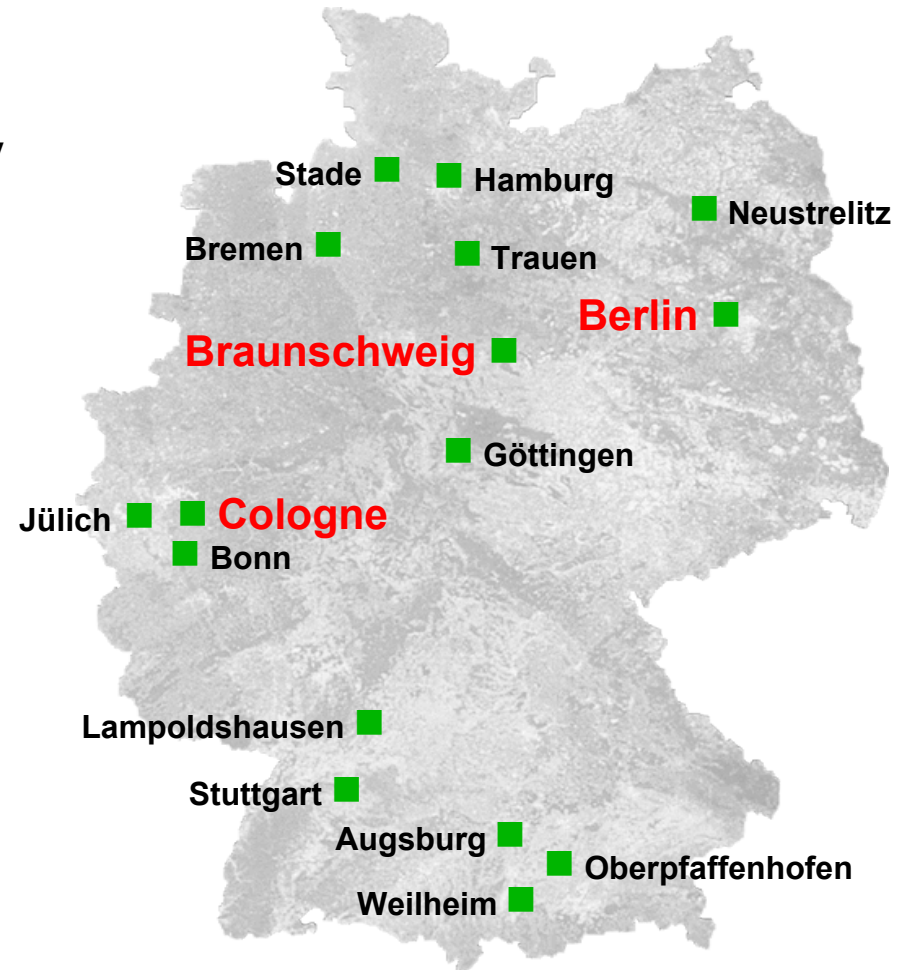 Stade
Hamburg
Neustrelitz
Bremen
Trauen
Berlin
Braunschweig
Göttingen
Jülich
Cologne
Bonn
Lampoldshausen
Stuttgart
Augsburg
Oberpfaffenhofen
Weilheim